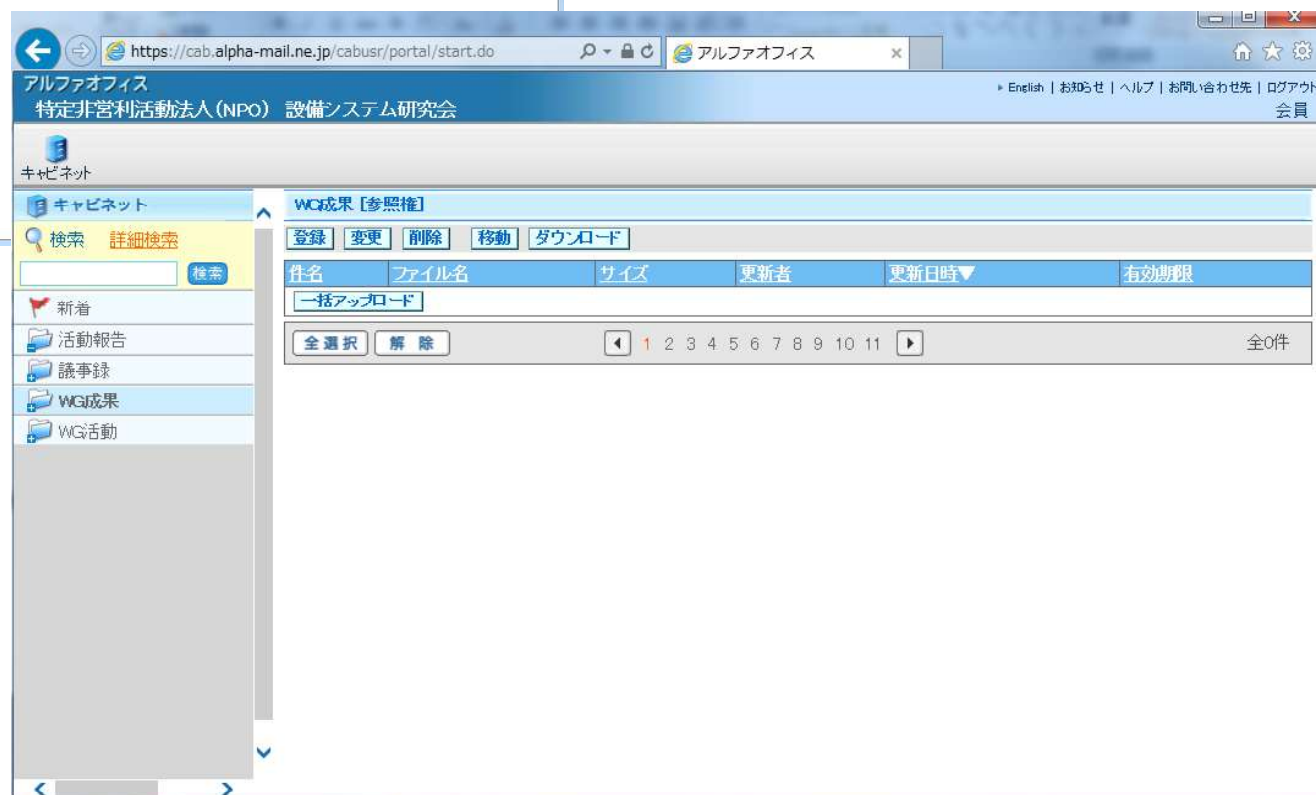 https://cab.alpha-mail.ne.jp/cabusr/portal/start.do
アルファオフィス
アルファオフィス
English | お知らせ | ヘルプ | お問い合わせ先 | ログアウト
特定非営利活動法人(NPO) 設備システム研究会
会員
キャビネット
キャビネット
WG成果 [参照権]
検索 詳細検索
登録 変更 削除 移動 ダウンロード
検索
件名 ファイル名 サイズ 更新者 更新日時▼ 有効期限
一括アップロード
新着
活動報告
全選択 解除
1 2 3 4 5 6 7 8 9 10 11
全0件
議事録
WG成果
WG活動